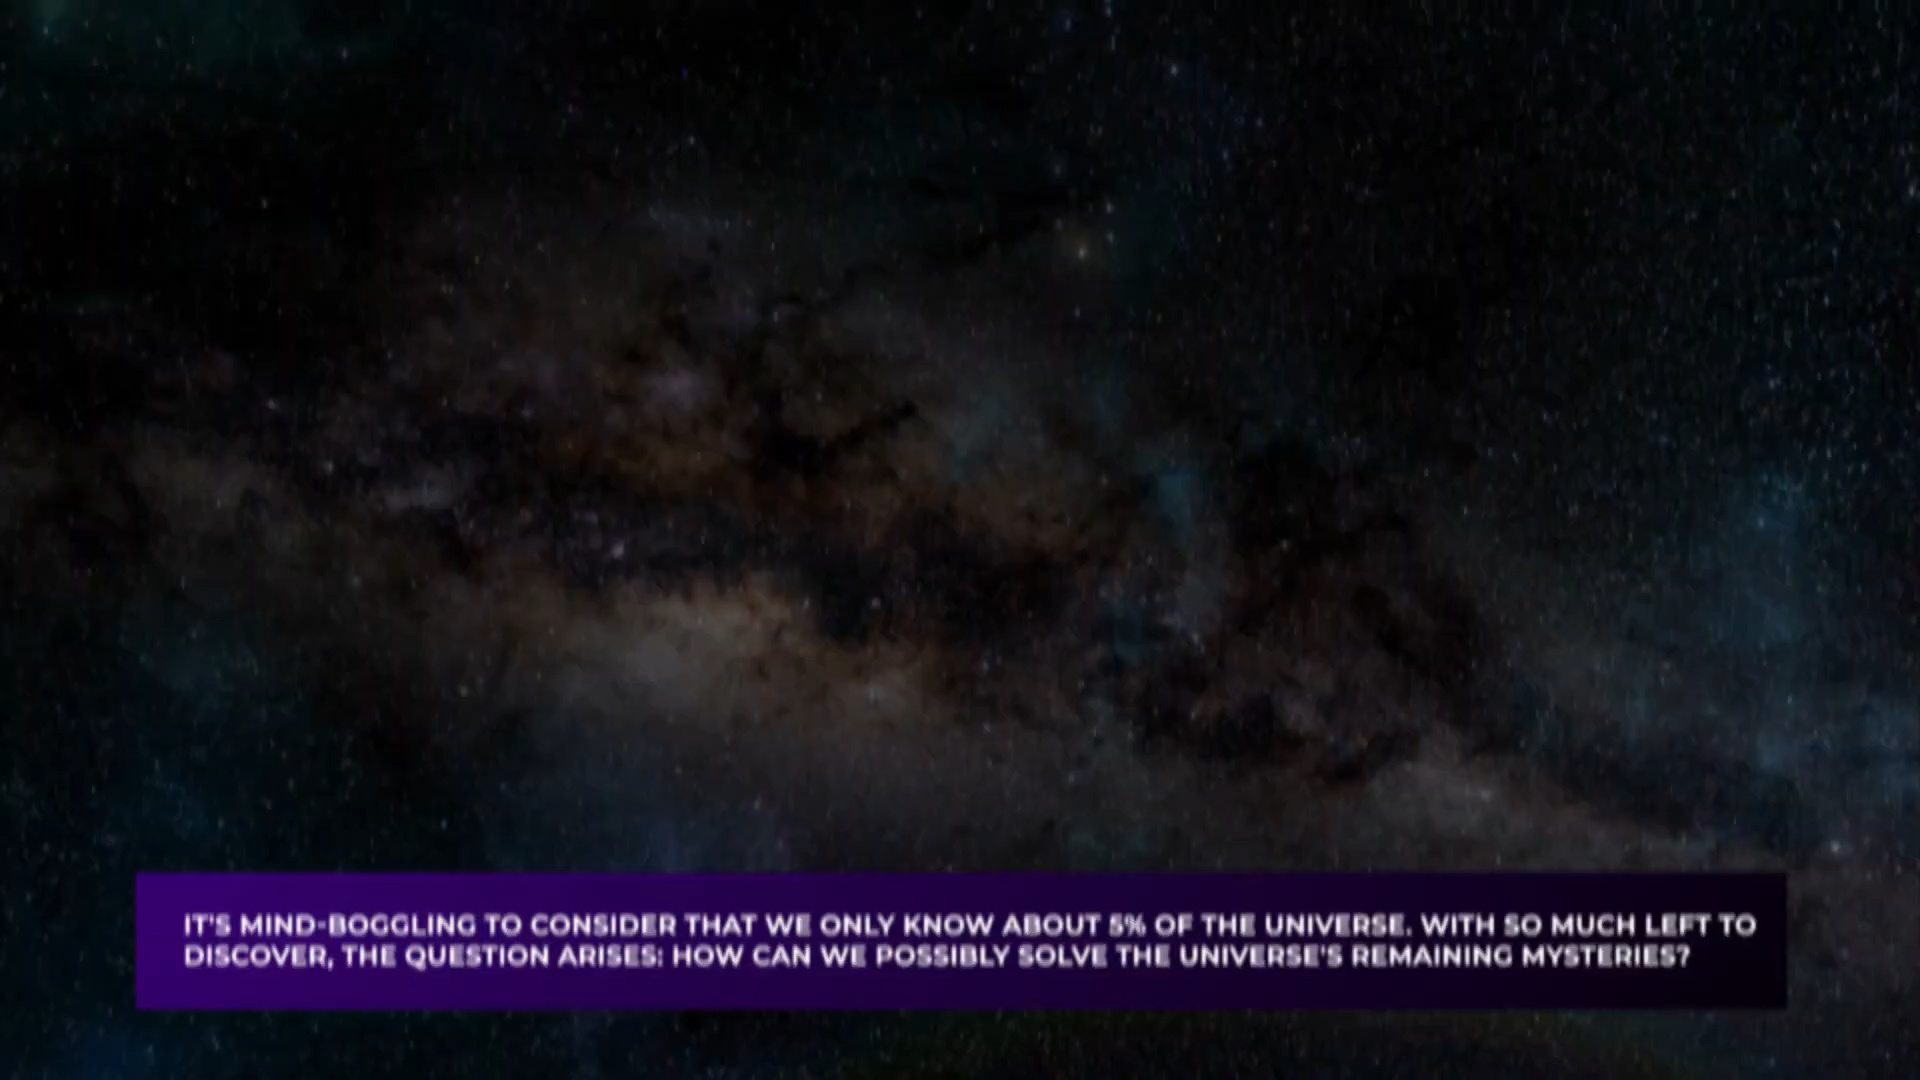 IT'S MIND-BOGGLING TO CONSIDER THAT WE ONLY KNOW ABOUT 5% OF THE UNIVERSE. WITH SO MUCH LEFT TO
DISCOVER, THE QUESTION ARISES: HOW CAN WE POSSIBLY SOLVE THE UNIVERSE'S REMAINING MYSTERIES?